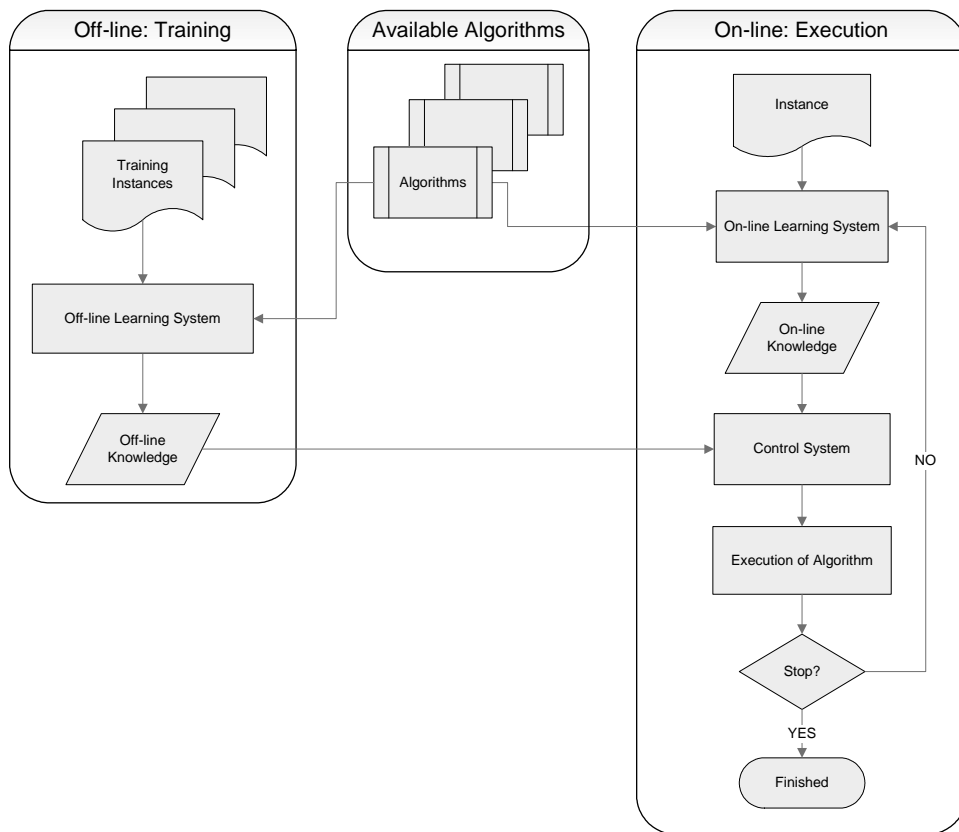 Off-line: Training
Training
Instances
Off-line Learning System
Off-line
Knowledge
Available Algorithms
Algorithms
On-line: Execution
Instance
On-line Learning System
On-line
Knowledge
Control System
NO
Execution of Algorithm
Stop?
YES
Finished